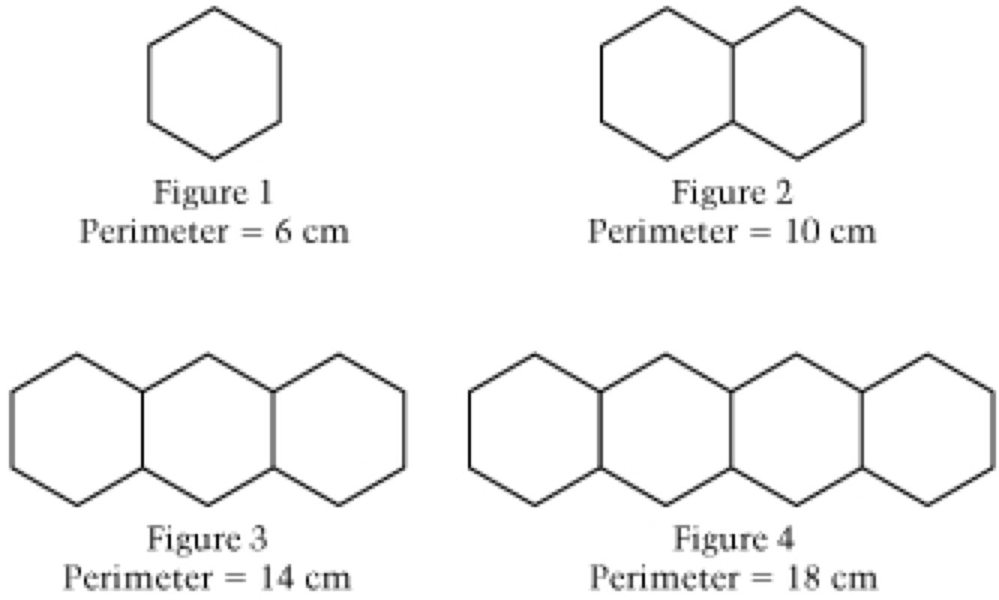 Figure 1
Perimeter = 6 cm
Figure 2
Perimeter = 10 cm
Figure 3
Perimeter = 14 cm
Figure 4
Perimeter = 18 cm